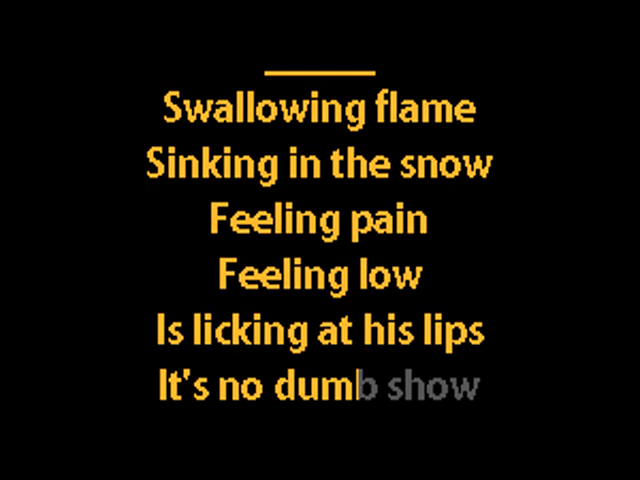 Swallowing flame
Sinking in the snow
Feeling pain
Feeling low
Is licking at his lips
It's no dumb show